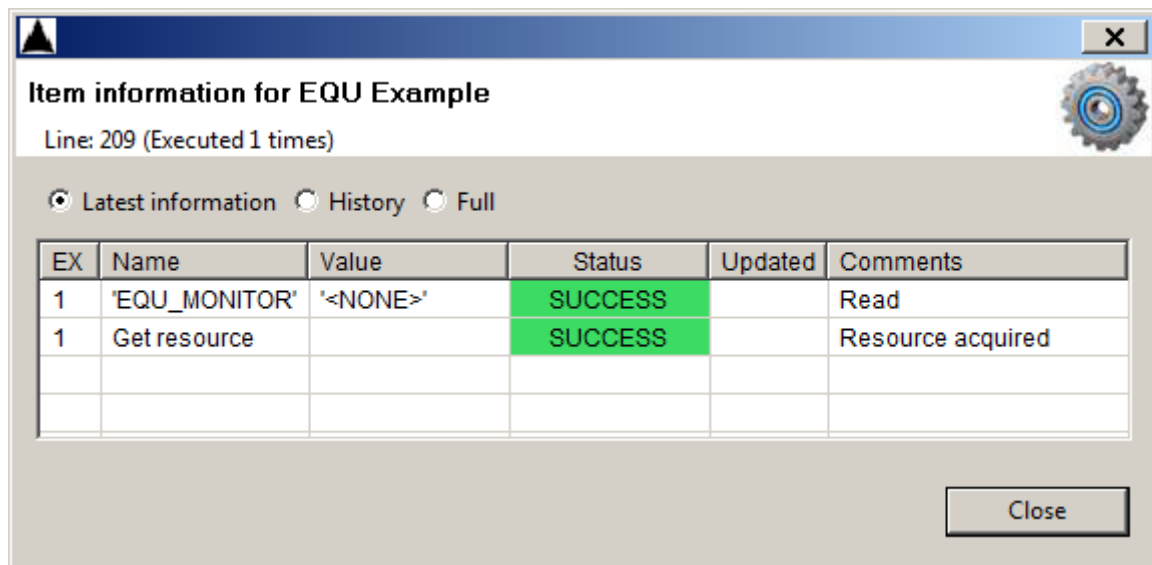 Item information for EQU Example
Line: 209 (Executed 1 times)
Latest information History Full
EX Name Value Status Updated Comments
1 'EQU_MONITOR' '<NONE>' SUCCESS Read
1 Get resource SUCCESS Resource acquired
Close